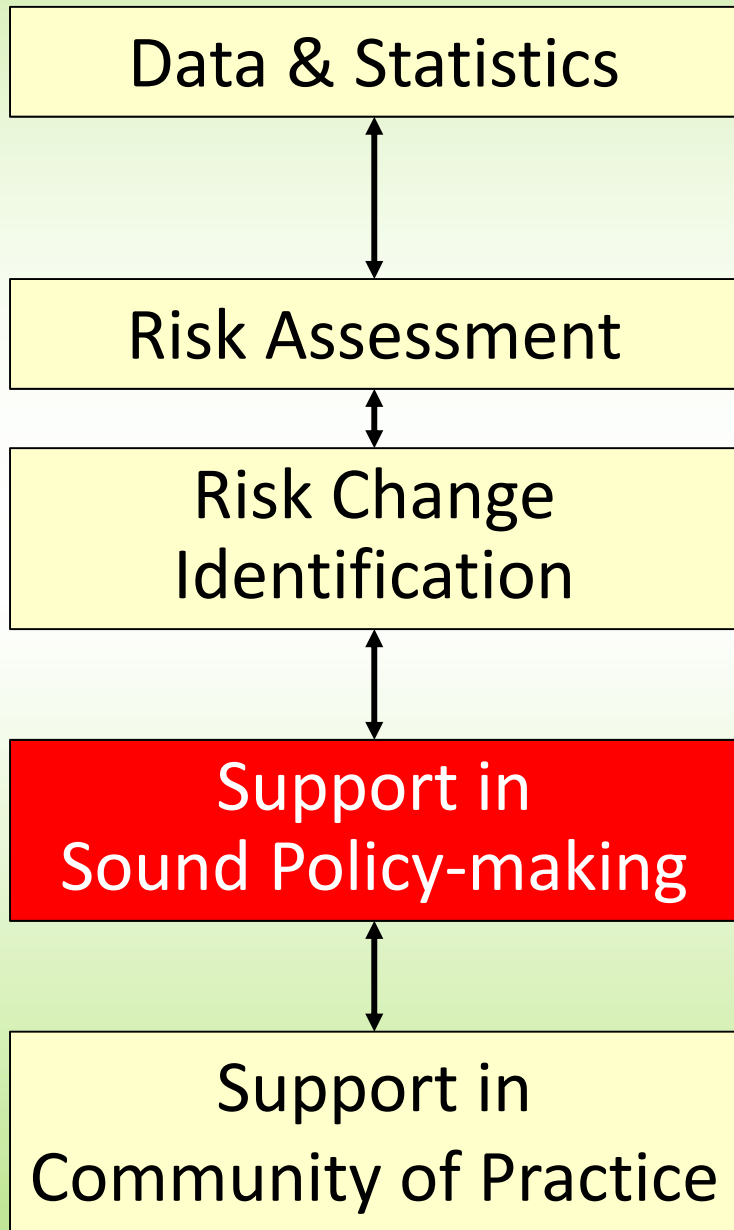 Data & Statistics
Risk Assessment
Risk Change
Identification
Support in
Sound Policy-making
Support in
Community of Practice